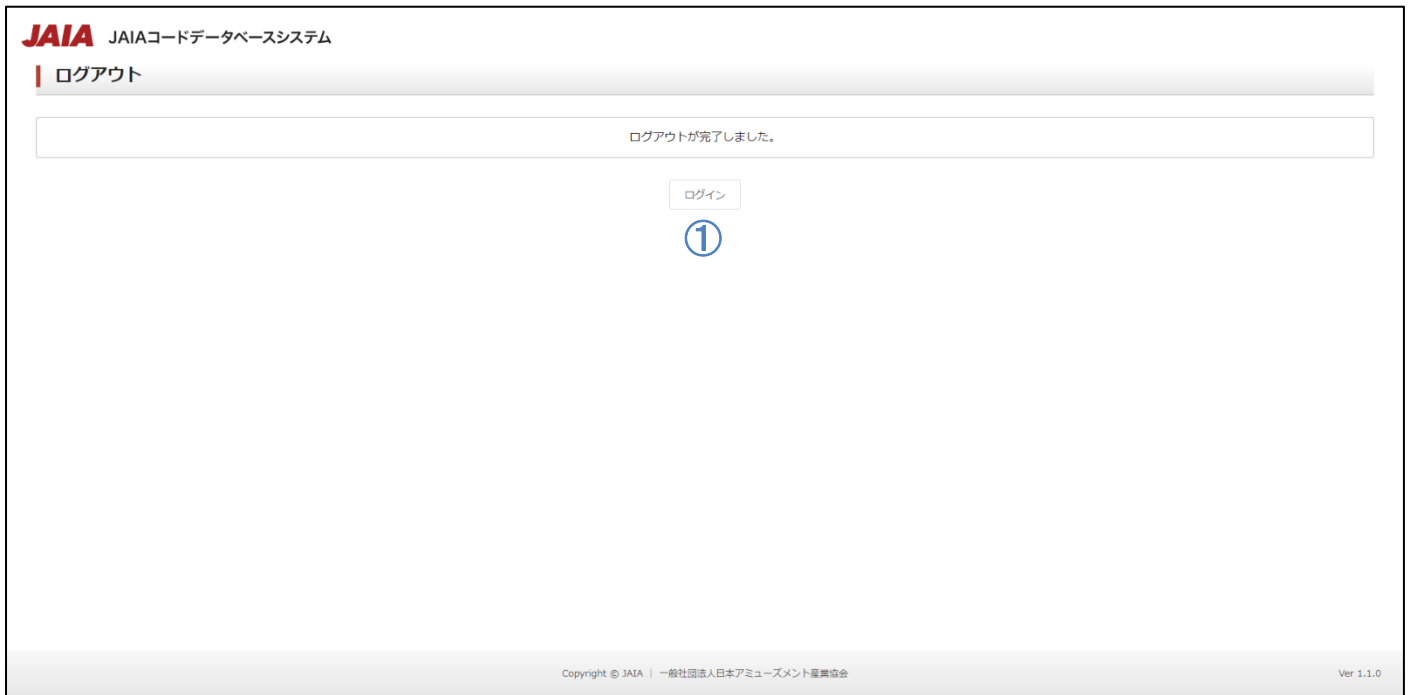 JAIA JAIAコードデータベースシステム
ログアウト
ログアウトが完了しました。
ログイン
①
Copyright © JAIA | 一般社団法人日本アミューズメント産業協会 Ver 1.1.0